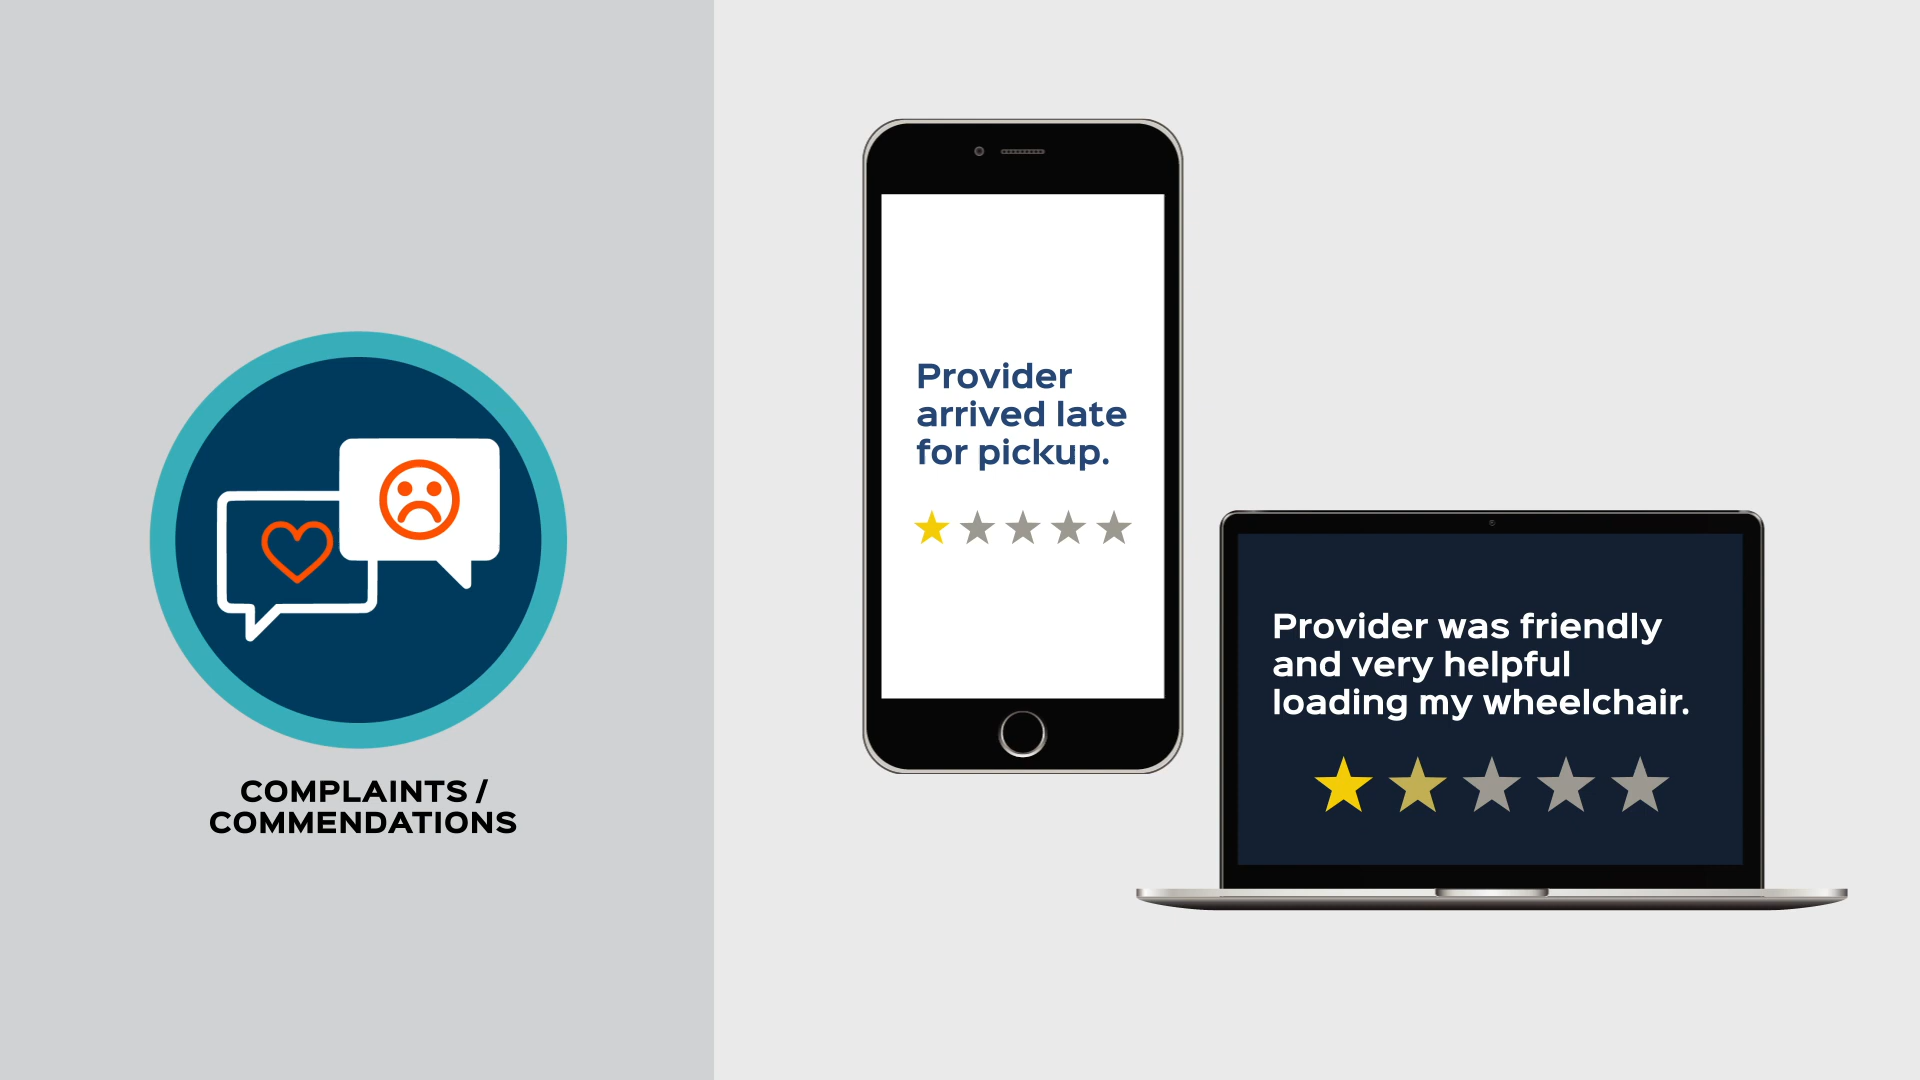 COMPLAINTS /
COMMENDATIONS
Provider
arrived late
for pickup.
Provider was friendly
and very helpful
loading my wheelchair.